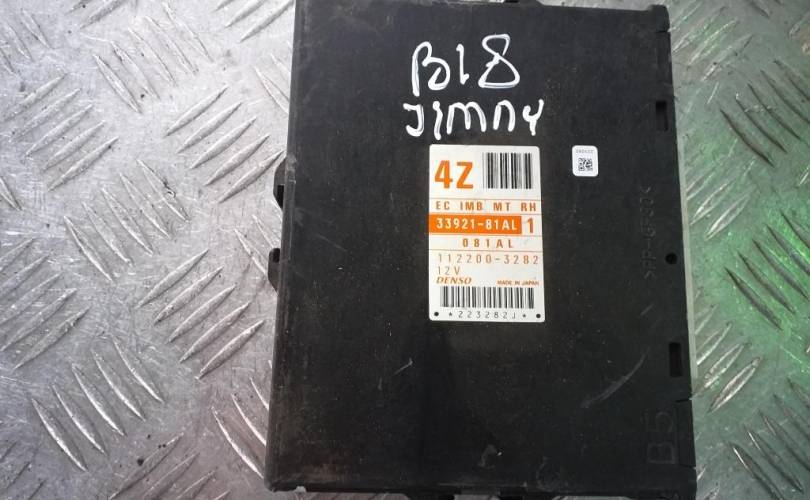 B18
JIMNY
4Z
EC IMB MT RH
33921-81AL 1
081AL
112200-3282
12V
DENSO MADE IN JAPAN
*223282J*
B5